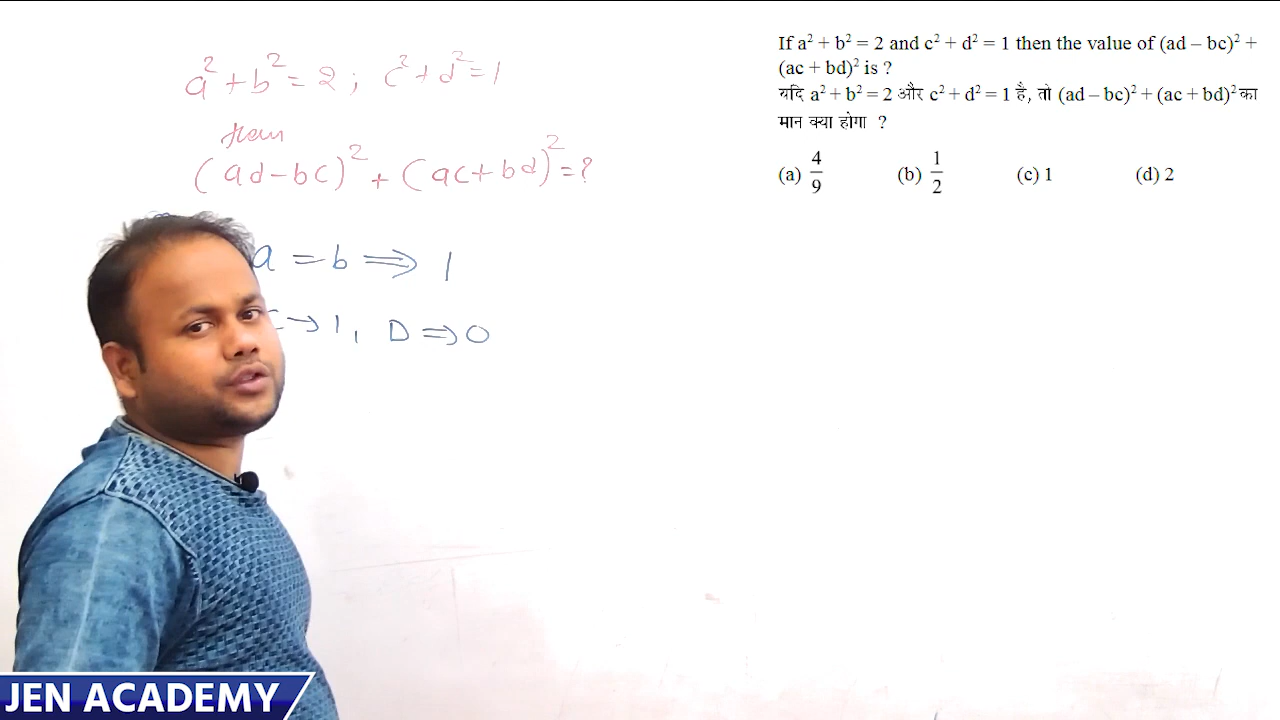 a² + b² = 2 ; c² + d² = 1
then
(ad-bc)² + (ac+bd)² = ?
a = b ⇒ 1
c → 1, D ⇒ 0
If a² + b² = 2 and c² + d² = 1 then the value of (ad – bc)² +
(ac + bd)² is ?
यदि a² + b² = 2 और c² + d² = 1 है, तो (ad – bc)² + (ac + bd)² का
मान क्या होगा ?
(a) 4/9 (b) 1/2 (c) 1 (d) 2
JEN ACADEMY